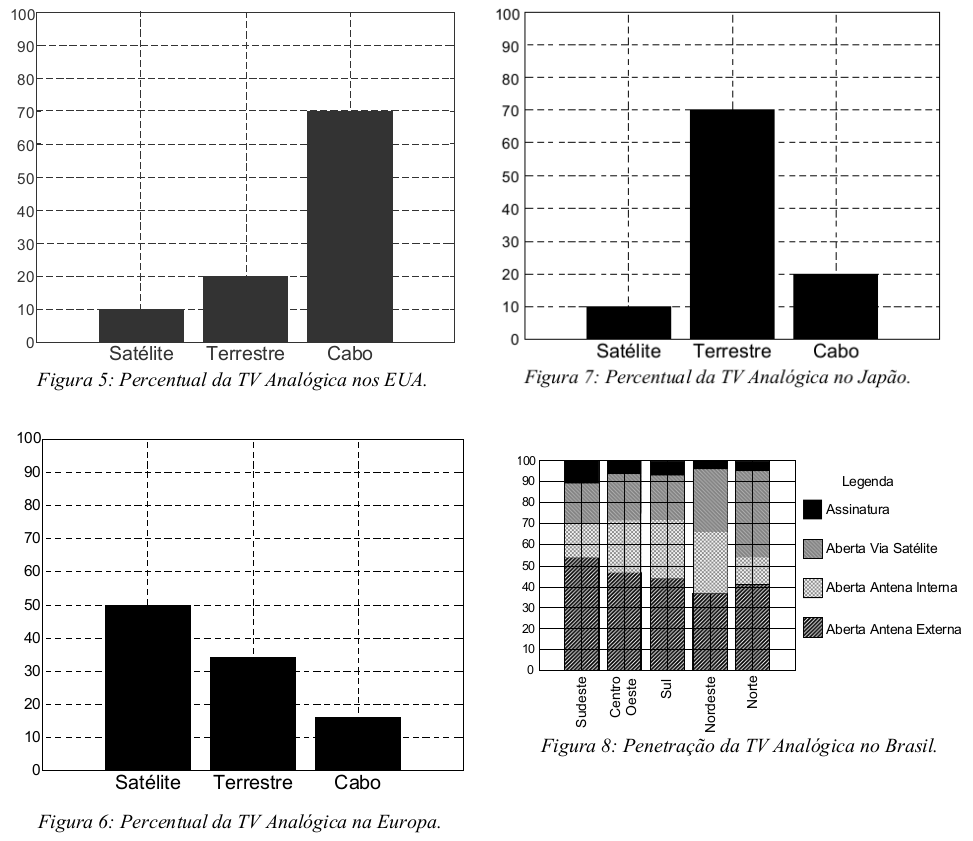 100
90
80
70
60
50
40
30
20
10
0
Satélite Terrestre Cabo
Figura 5: Percentual da TV Analógica nos EUA.
100
90
80
70
60
50
40
30
20
10
0
Satélite Terrestre Cabo
Figura 7: Percentual da TV Analógica no Japão.
100
90
80
70
60
50
40
30
20
10
0
Satélite Terrestre Cabo
Figura 6: Percentual da TV Analógica na Europa.
100
90
80
70
60
50
40
30
20
10
0
Sudeste
Centro
Oeste
Sul
Nordeste
Norte
Legenda
Assinatura
Aberta Via Satélite
Aberta Antena Interna
Aberta Antena Externa
Figura 8: Penetração da TV Analógica no Brasil.